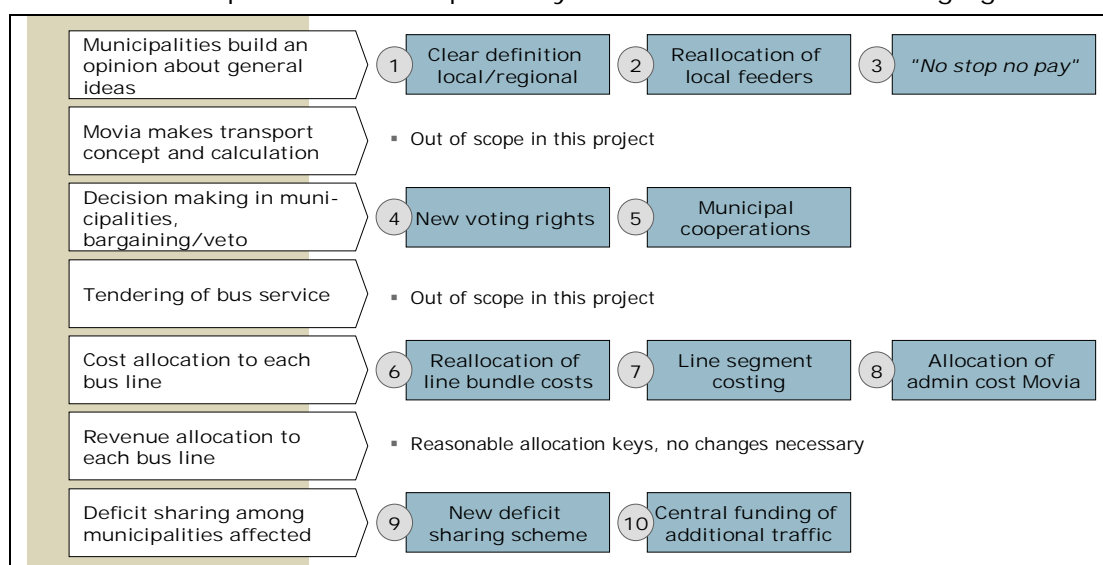 Municipalities build an
opinion about general
ideas
1
Clear definition
local/regional
2
Reallocation of
local feeders
3
"No stop no pay"
Movia makes transport
concept and calculation
▪ Out of scope in this project
Decision making in muni-
cipalities,
bargaining/veto
4
New voting rights
5
Municipal
cooperations
Tendering of bus service
▪ Out of scope in this project
Cost allocation to each
bus line
6
Reallocation of
line bundle costs
7
Line segment
costing
8
Allocation of
admin cost Movia
Revenue allocation to
each bus line
▪ Reasonable allocation keys, no changes necessary
Deficit sharing among
municipalities affected
9
New deficit
sharing scheme
10
Central funding of
additional traffic